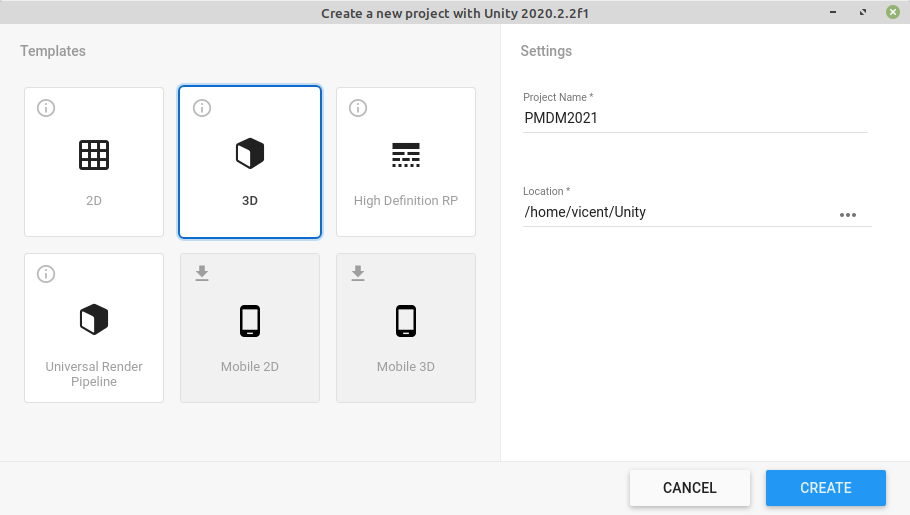 Create a new project with Unity 2020.2.2f1
Templates
2D
3D
High Definition RP
Universal Render
Pipeline
Mobile 2D
Mobile 3D
Settings
Project Name *
PMDM2021
Location *
/home/vicent/Unity
CANCEL
CREATE